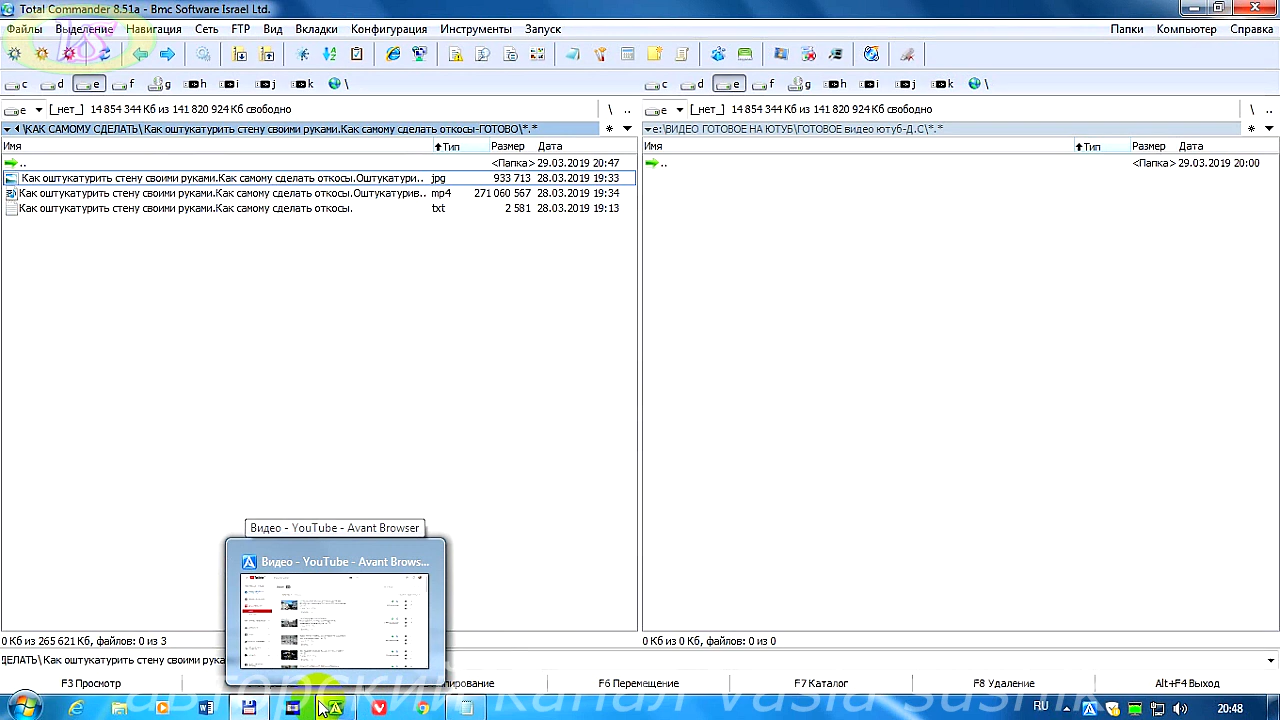 Total Commander 8.51a - Bmc Software Israel Ltd.
Файлы Выделение Навигация Сеть FTP Вид Вкладки Конфигурация Инструменты Запуск Папки Компьютер Справка
c d e f g h i j k \ c d e f g h i j k \
e [_нет_] 14 854 344 Кб из 141 820 924 Кб свободно \ .. e [_нет_] 14 854 344 Кб из 141 820 924 Кб свободно \ ..
\КАК САМОМУ СДЕЛАТЬ\ Как оштукатурить стену своими руками.Как самому сделать откосы-ГОТОВО\*.* * e:\ВИДЕО ГОТОВОЕ НА ЮТУБ\ГОТОВОЕ видео ютуб-Д.С\*.* *
Имя Тип Размер Дата Имя Тип Размер Дата
.. <Папка> 29.03.2019 20:47 .. <Папка> 29.03.2019 20:00
Как оштукатурить стену своими руками.Как самому сделать откосы.Оштукатури.. jpg 933 713 28.03.2019 19:33
Как оштукатурить стену своими руками.Как самому сделать откосы.Оштукатурив.. mp4 271 060 567 28.03.2019 19:34
Как оштукатурить стену своими руками.Как самому сделать откосы. txt 2 581 28.03.2019 19:13
Видео - YouTube - Avant Browser
Видео - YouTube - Avant Brows...
0 Кб из 265 621 Кб, файлов: 0 из 3 0 Кб из 0 Кб, файлов: 0 из 0
ДЕЛАТЬ\ Как оштукатурить стену своими рука
F3 Просмотр пирование F6 Перемещение F7 Каталог F8 Удаление Alt+F4 Выход
RU 20:48